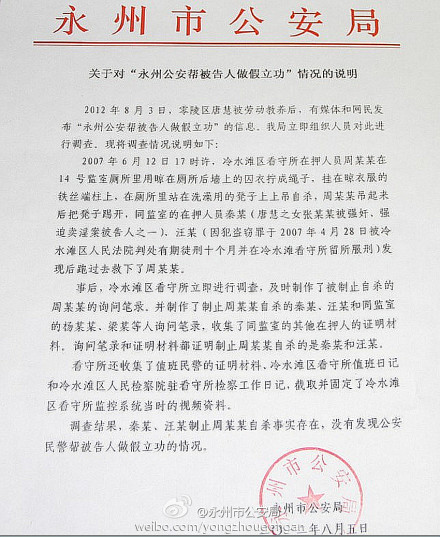 永州市公安局
关于对“永州公安帮被告人做假立功”情况的说明
2012年8月3日，零陵区唐慧被劳动教养后，有媒体和网民发
布“永州公安帮被告人做假立功”的信息。我局立即组织人员对此进
行调查。现将调查情况说明如下：
2007年6月12日17时许，冷水滩区看守所在押人员周某某在
14号监室厕所里用晾在厕所后墙上的囚衣拧成绳子，挂在晾衣服的
铁丝端柱上，在厕所里站在洗澡用的凳子上上吊自杀，周某某吊起来
后把凳子踢开，同监室的在押人员秦某（唐慧之女张某某被强奸、强
迫卖淫案被告人之一）、汪某（因犯盗窃罪于2007年4月28日被冷
水滩区人民法院判处有期徒刑十个月并在冷水滩看守所留所服刑）发
现后跑过去救下了周某某。
事后，冷水滩区看守所立即进行调查，及时制作了被制止自杀的
周某某的询问笔录。并制作了制止周某某自杀的秦某、汪某和同监室
的杨某某、梁某等人询问笔录，收集了同监室的其他在押人的证明材
料。询问笔录和证明材料都证明制止周某某自杀的是秦某和汪某。
看守所还收集了值班民警的证明材料、冷水滩区看守所值班日记
和冷水滩区人民检察院驻看守所检察工作日记，截取并固定了冷水滩
区看守所监控系统当时的视频资料。
调查结果，秦某、汪某制止周某某自杀事实存在，没有发现公安
民警帮被告人做假立功的情况。
永州市公安局
永州市公安局
二〇一二年八月五日
@永州市公安局
weibo.com/yongzhougongan